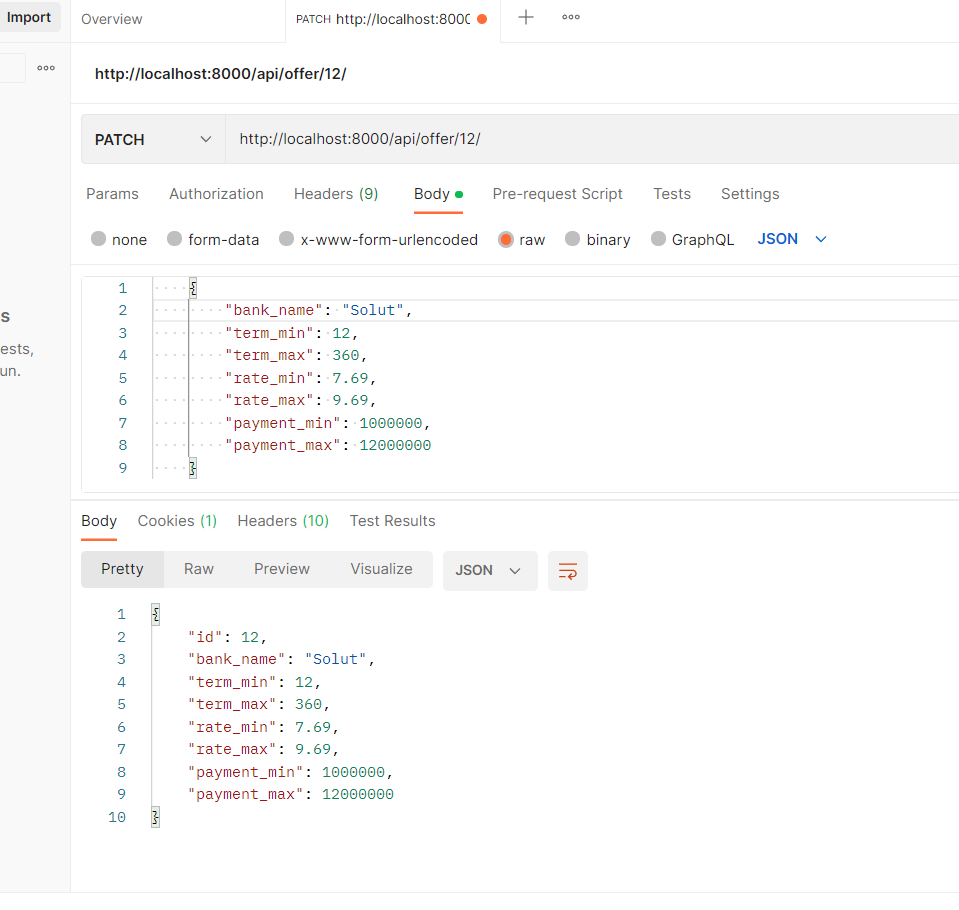 Import Overview PATCH http://localhost:8000
http://localhost:8000/api/offer/12/
PATCH http://localhost:8000/api/offer/12/
Params Authorization Headers (9) Body Pre-request Script Tests Settings
none form-data x-www-form-urlencoded raw binary GraphQL JSON
1 {
2 "bank_name": "Solut",
3 "term_min": 12,
4 "term_max": 360,
5 "rate_min": 7.69,
6 "rate_max": 9.69,
7 "payment_min": 1000000,
8 "payment_max": 12000000
9 }
s
ests,
un.
Body Cookies (1) Headers (10) Test Results
Pretty Raw Preview Visualize JSON
1 {
2 "id": 12,
3 "bank_name": "Solut",
4 "term_min": 12,
5 "term_max": 360,
6 "rate_min": 7.69,
7 "rate_max": 9.69,
8 "payment_min": 1000000,
9 "payment_max": 12000000
10 }